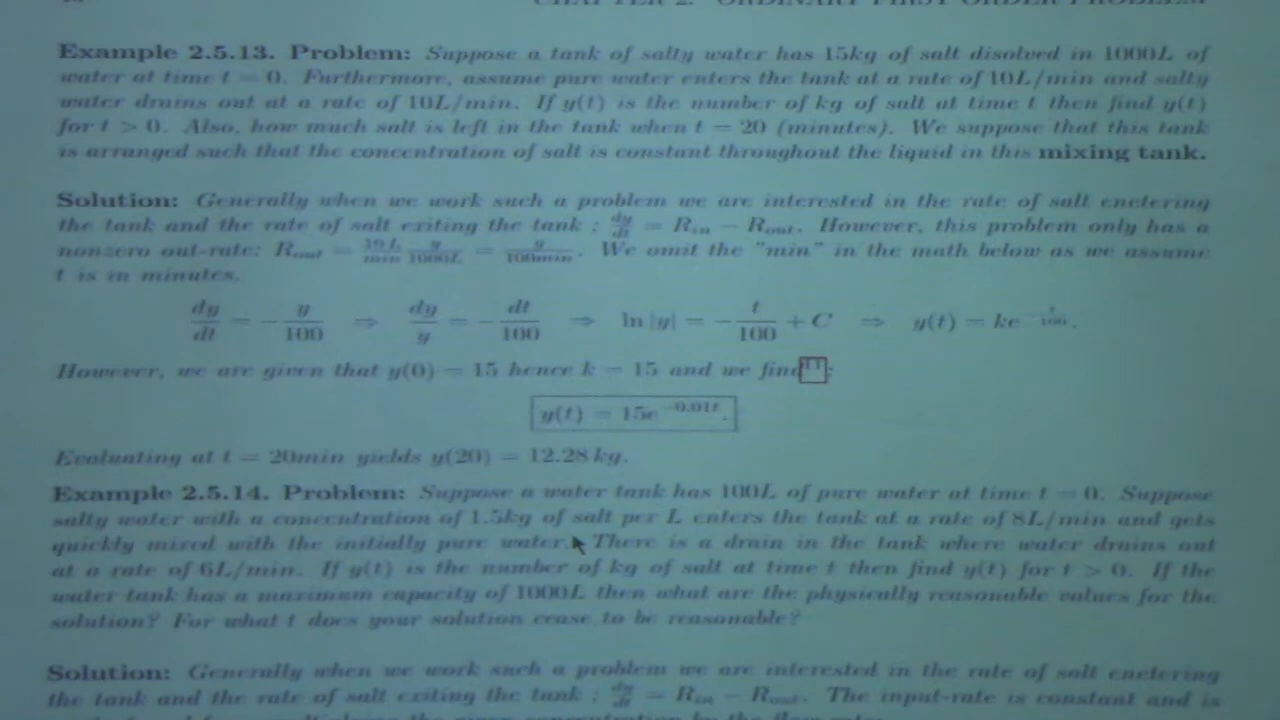 CHAPTER 2. ORDINARY FIRST ORDER PROBLEM
Example 2.5.13. Problem: Suppose a tank of salty water has 15kg of salt disolved in 1000L of
water at time t = 0. Furthermore, assume pure water enters the tank at a rate of 10L/min and salty
water drains out at a rate of 10L/min. If y(t) is the number of kg of salt at time t then find y(t)
for t > 0. Also, how much salt is left in the tank when t = 20 (minutes). We suppose that this tank
is arranged such that the concentration of salt is constant throughout the liquid in this mixing tank.
Solution: Generally when we work such a problem we are interested in the rate of salt enetering
the tank and the rate of salt exiting the tank : dy/dt = R_in − R_out. However, this problem only has a
nonzero out-rate: R_out = 10 L/min y/1000L = y/100min. We omit the "min" in the math below as we assume
t is in minutes.
dy/dt = − y/100 ⇒ dy/y = − dt/100 ⇒ ln |y| = − t/100 + C ⇒ y(t) = ke^{− t/100}.
However, we are given that y(0) = 15 hence k = 15 and we find 11:
y(t) = 15e^{−0.01t}.
Evaluating at t = 20min yields y(20) = 12.28 kg.
Example 2.5.14. Problem: Suppose a water tank has 100L of pure water at time t = 0. Suppose
salty water with a concentration of 1.5kg of salt per L enters the tank at a rate of 8L/min and gets
quickly mixed with the initially pure water. There is a drain in the tank where water drains out
at a rate of 6L/min. If y(t) is the number of kg of salt at time t then find y(t) for t > 0. If the
water tank has a maximum capacity of 1000L then what are the physically reasonable values for the
solution? For what t does your solution cease to be reasonable?
Solution: Generally when we work such a problem we are interested in the rate of salt enetering
the tank and the rate of salt exiting the tank : dy/dt = R_in − R_out. The input-rate is constant and is